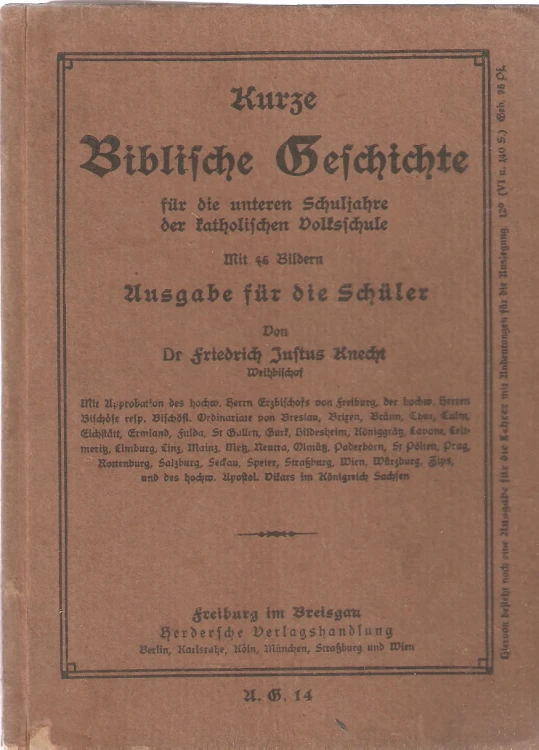 Kurze
Biblische Geschichte
für die unteren Schuljahre
der katholischen Volksschule
Mit 46 Bildern
Ausgabe für die Schüler
Von
Dr Friedrich Justus Knecht
Weihbischof
Mit Approbation des hochw. Herrn Erzbischofs von Freiburg, der hochw. Herren
Bischöfe resp. Bischöfl. Ordinariate von Breslau, Brixen, Brünn, Chur, Culm,
Eichstätt, Ermland, Fulda, St Gallen, Gurk, Hildesheim, Königgrätz, Lavant, Leit-
meritz, Limburg, Linz, Mainz, Metz, Neutra, Olmütz, Paderborn, St Pölten, Prag,
Rottenburg, Salzburg, Seckau, Speier, Straßburg, Wien, Würzburg, Zips,
und des hochw. Apostol. Vikars im Königreich Sachsen
Freiburg im Breisgau
Herdersche Verlagshandlung
Berlin, Karlsruhe, Köln, München, Straßburg und Wien
A. G. 14
Hiervon besteht noch eine Ausgabe für die Lehrer mit Andeutungen für die Auslegung. 12° (VI u. 140 S.) Geb. 98 Pf.